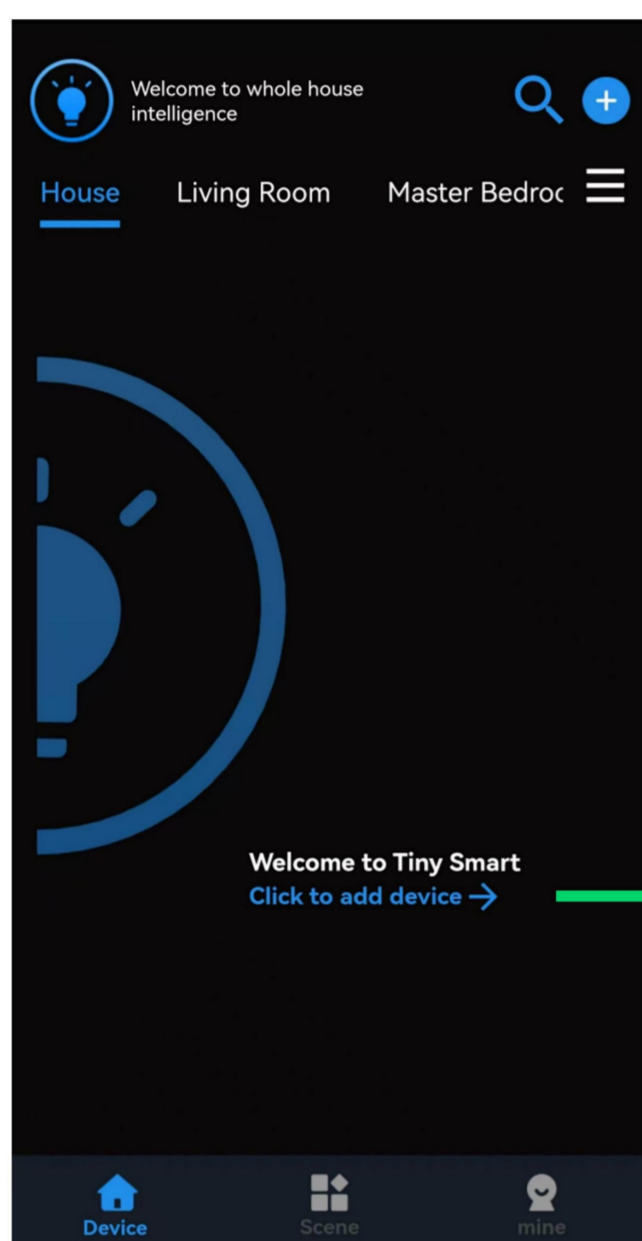 Welcome to whole house
intelligence
House Living Room Master Bedroc
Welcome to Tiny Smart
Click to add device →
Device Scene mine